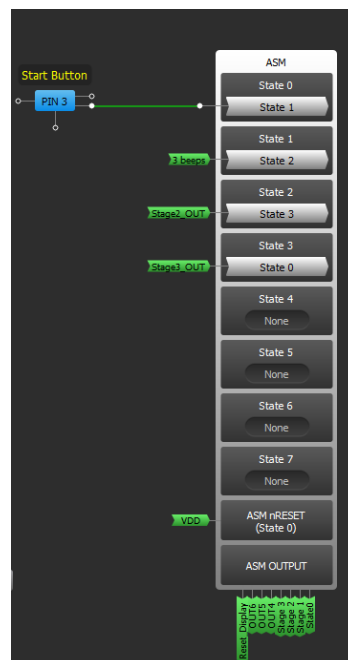 ASM
Start Button
State 0
PIN 3
State 1
State 1
3 beeps
State 2
State 2
Stage2_OUT
State 3
State 3
Stage3_OUT
State 0
State 4
None
State 5
None
State 6
None
State 7
None
VDD
ASM nRESET
(State 0)
ASM OUTPUT
Reset_Display
OUT6
OUT5
OUT4
Stage 3
Stage 2
Stage 1
State0